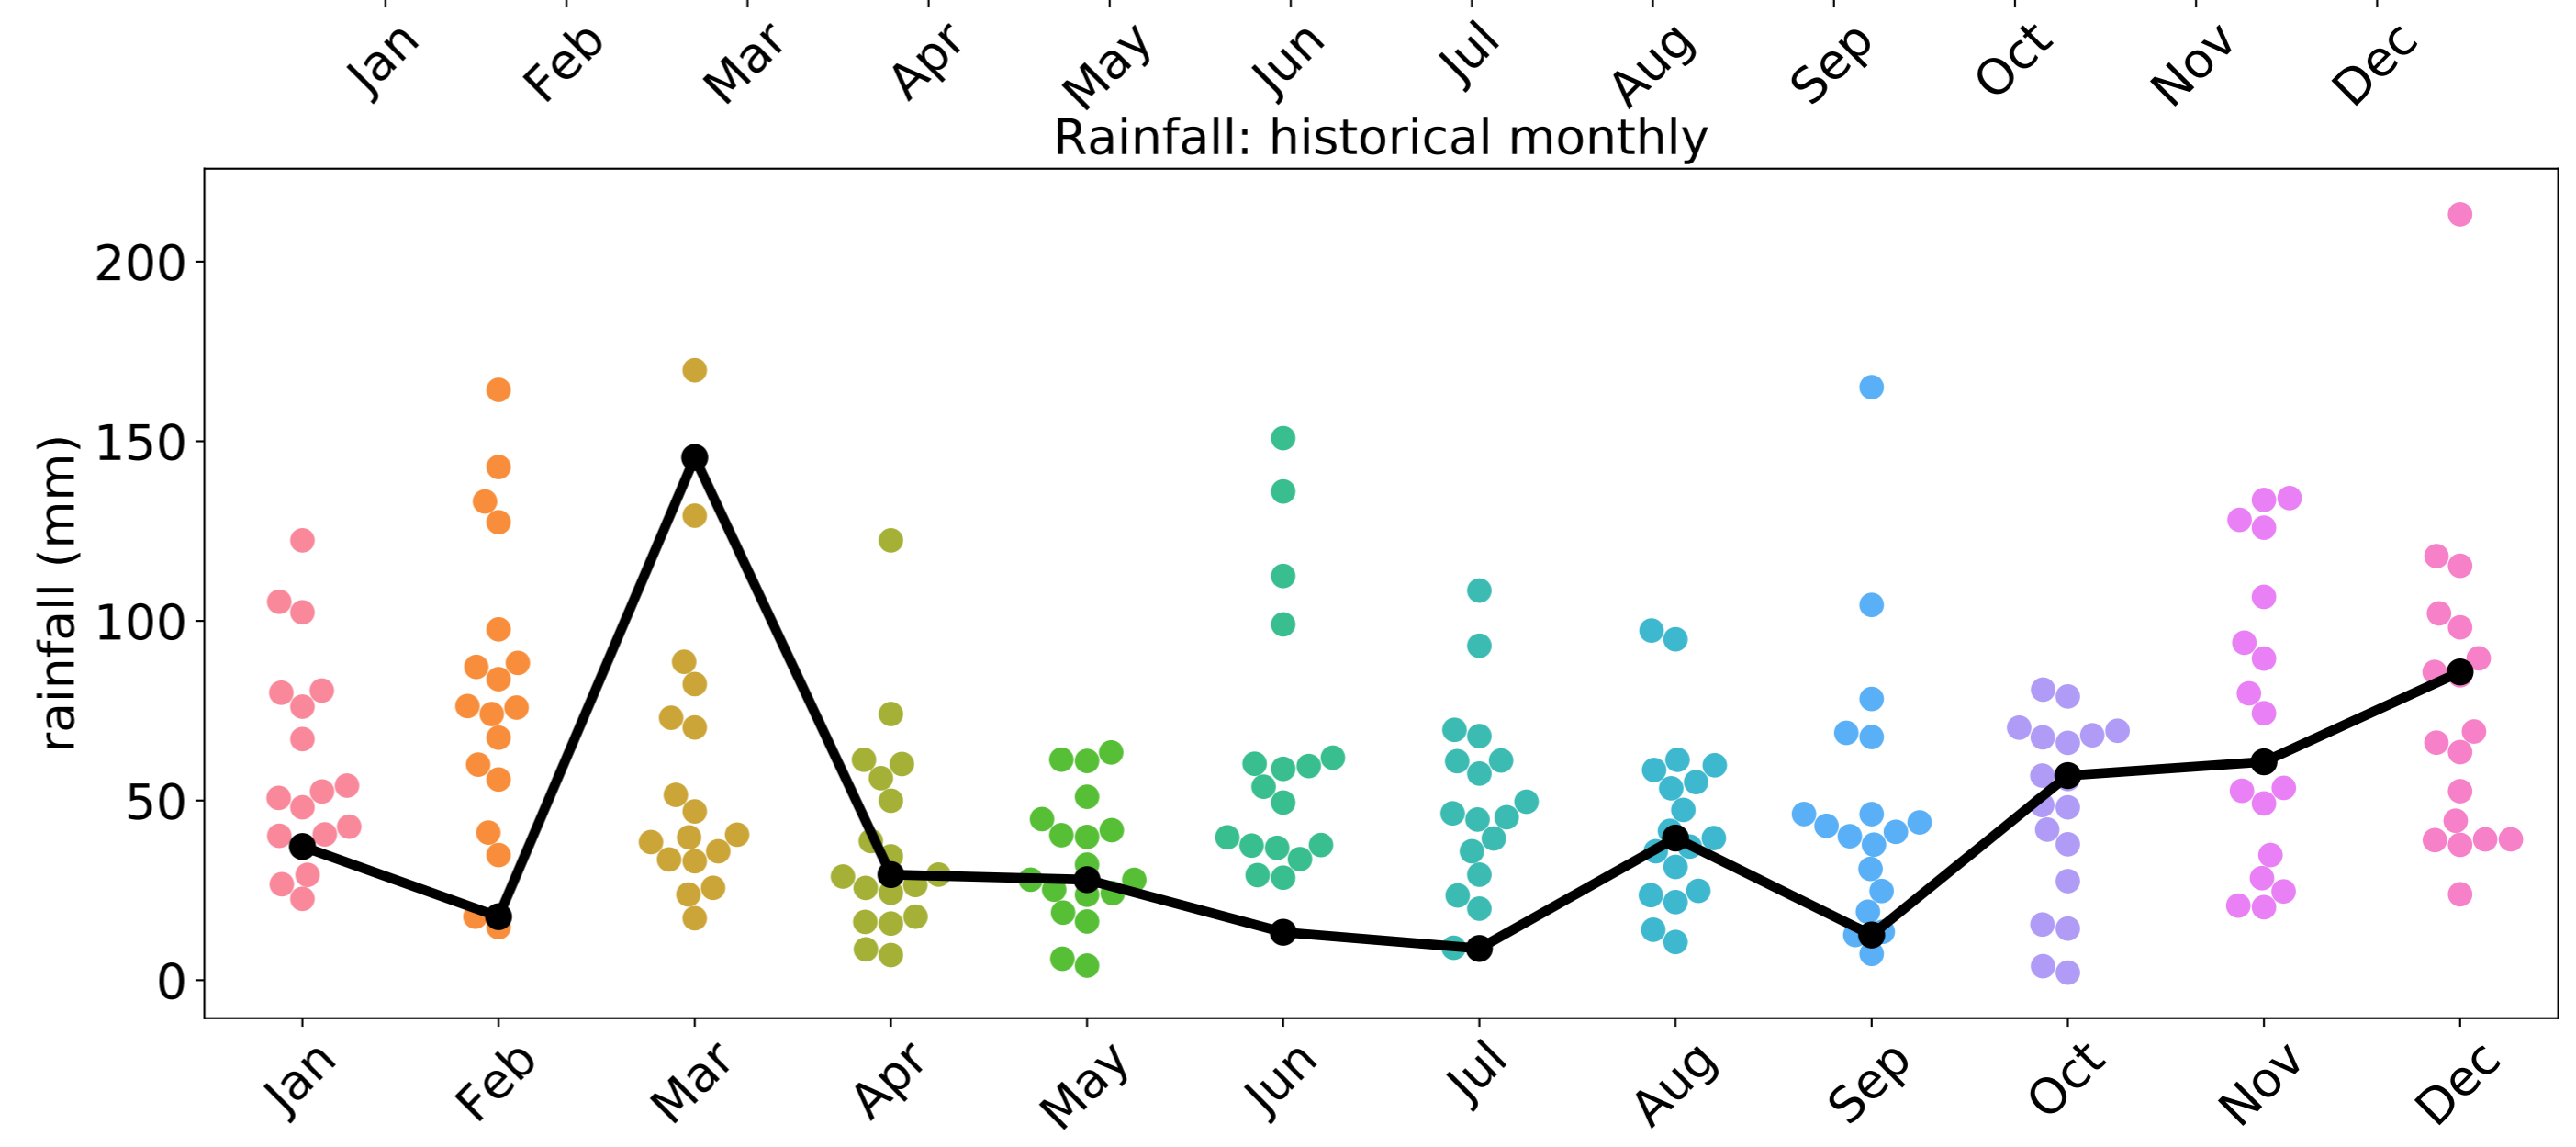 Jan Feb Mar Apr May Jun Jul Aug Sep Oct Nov Dec
Rainfall: historical monthly
rainfall (mm)
200
150
100
50
0
Jan Feb Mar Apr May Jun Jul Aug Sep Oct Nov Dec